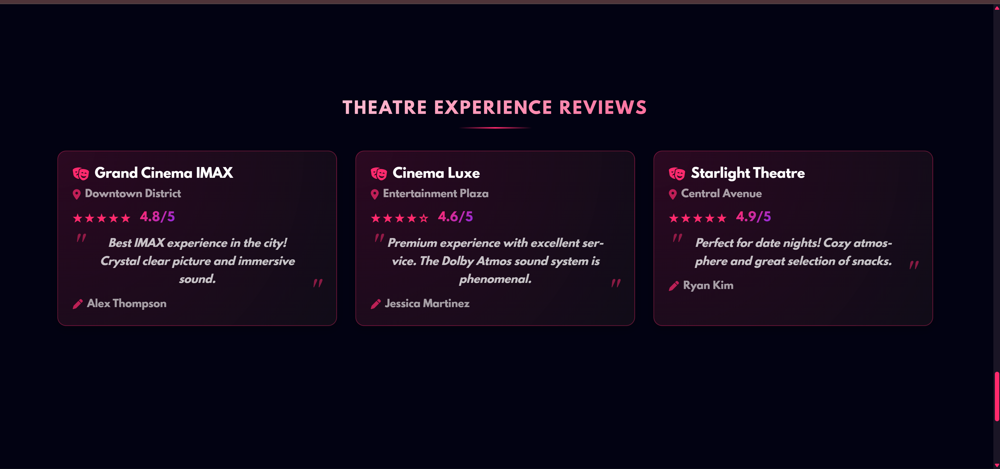 THEATRE EXPERIENCE REVIEWS
Grand Cinema IMAX
Downtown District
★★★★★ 4.8/5
"Best IMAX experience in the city!
Crystal clear picture and immersive
sound."
Alex Thompson
Cinema Luxe
Entertainment Plaza
★★★★☆ 4.6/5
"Premium experience with excellent ser-
vice. The Dolby Atmos sound system is
phenomenal."
Jessica Martinez
Starlight Theatre
Central Avenue
★★★★★ 4.9/5
"Perfect for date nights! Cozy atmos-
phere and great selection of snacks."
Ryan Kim